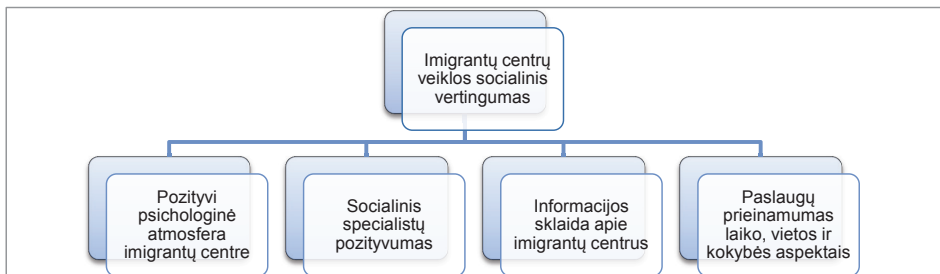 Imigrantų centrų
veiklos socialinis
vertingumas
Pozityvi
psichologinė
atmosfera
imigrantų centre
Socialinis
specialistų
pozityvumas
Informacijos
sklaida apie
imigrantų centrus
Paslaugų
prieinamumas
laiko, vietos ir
kokybės aspektais